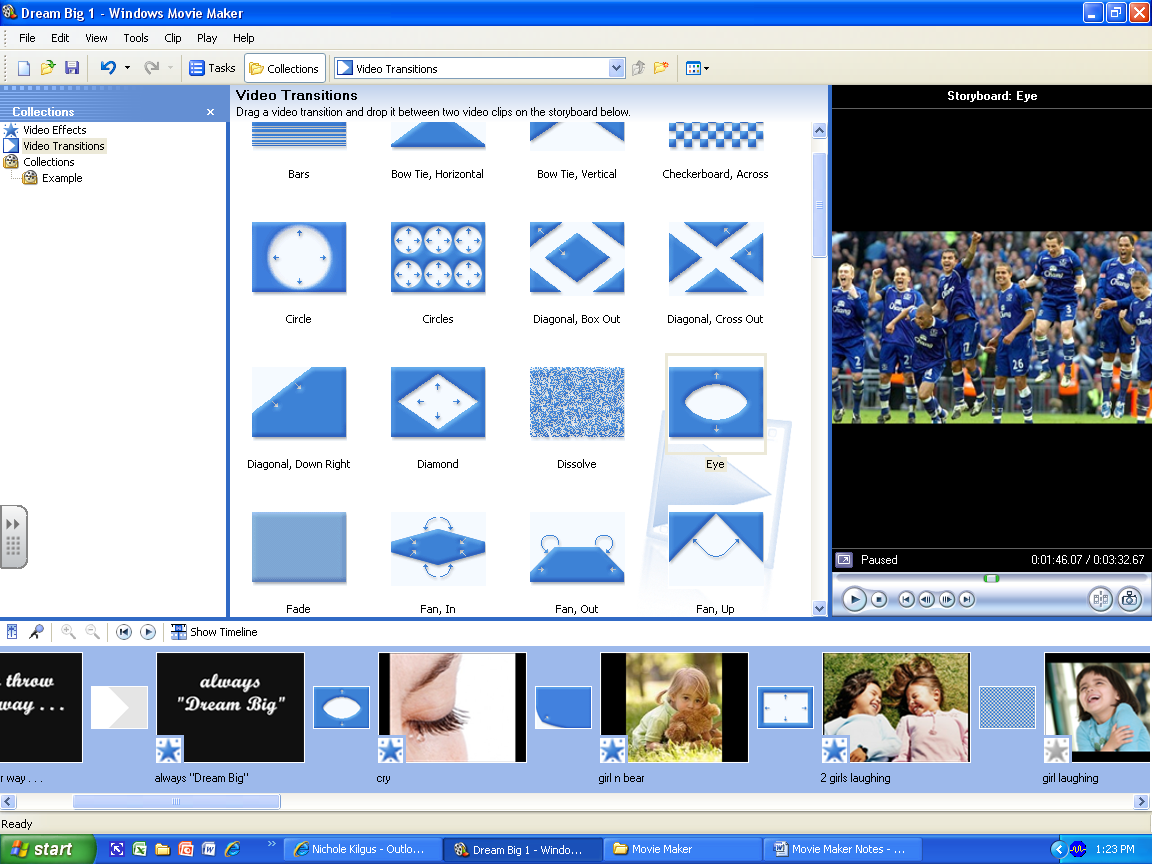 Dream Big 1 - Windows Movie Maker
File Edit View Tools Clip Play Help
Tasks Collections Video Transitions
Collections x
Video Effects
Video Transitions
Collections
Example
Video Transitions
Drag a video transition and drop it between two video clips on the storyboard below.
Bars Bow Tie, Horizontal Bow Tie, Vertical Checkerboard, Across
Circle Circles Diagonal, Box Out Diagonal, Cross Out
Diagonal, Down Right Diamond Dissolve Eye
Fade Fan, In Fan, Out Fan, Up
Storyboard: Eye
Chang
2 21 17 26 3
Paused 0:01:46.07 / 0:03:32.67
Show Timeline
throw
way . . .
always
"Dream Big"
r way . . . always "Dream Big" cry girl n bear 2 girls laughing girl laughing
Ready
start Nichole Kilgus - Outlo... Dream Big 1 - Windo... Movie Maker Movie Maker Notes - ... 1:23 PM